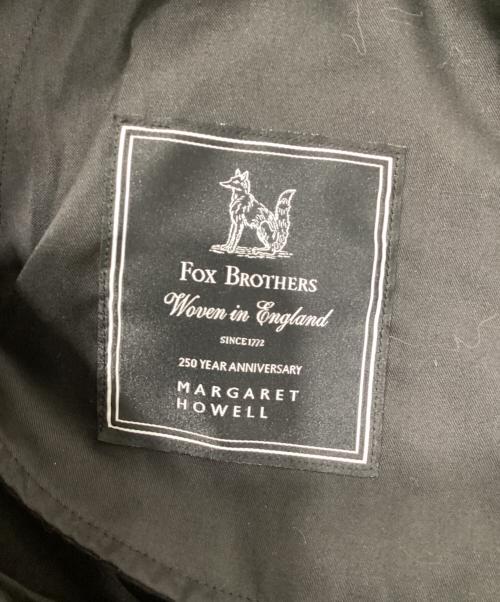 FOX BROTHERS
Woven in England
SINCE 1772
250 YEAR ANNIVERSARY
MARGARET
HOWELL